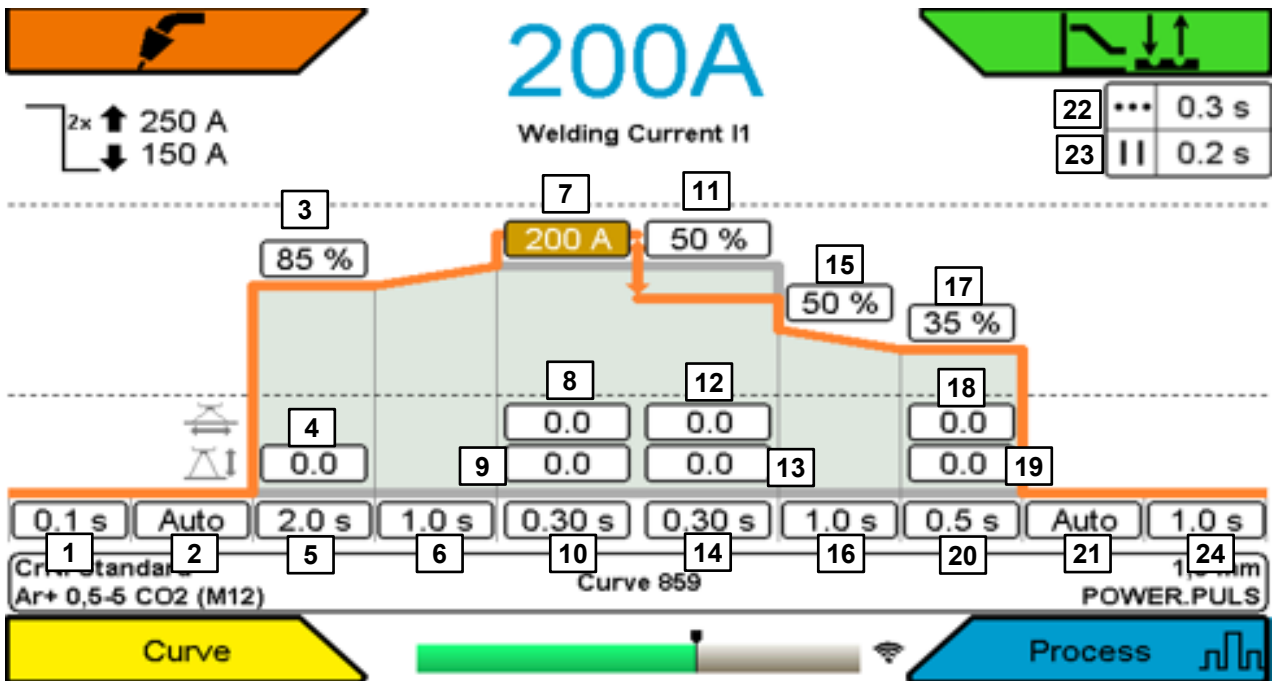 200A
Welding Current I1
2x 250 A
150 A
22 0.3 s
23 0.2 s
3 7 11
200 A 50 %
85 %
15 17
50 %
35 %
8 12 18
0.0 0.0 0.0
4
0.0 9 0.0 0.0 13 0.0 19
0.1 s Auto 2.0 s 1.0 s 0.30 s 0.30 s 1.0 s 0.5 s Auto 1.0 s
1 2 5 6 10 14 16 20 21 24
Standard Curve 859 mm
Ar+ 0,5-5 CO2 (M12) POWER.PULS
Curve Process